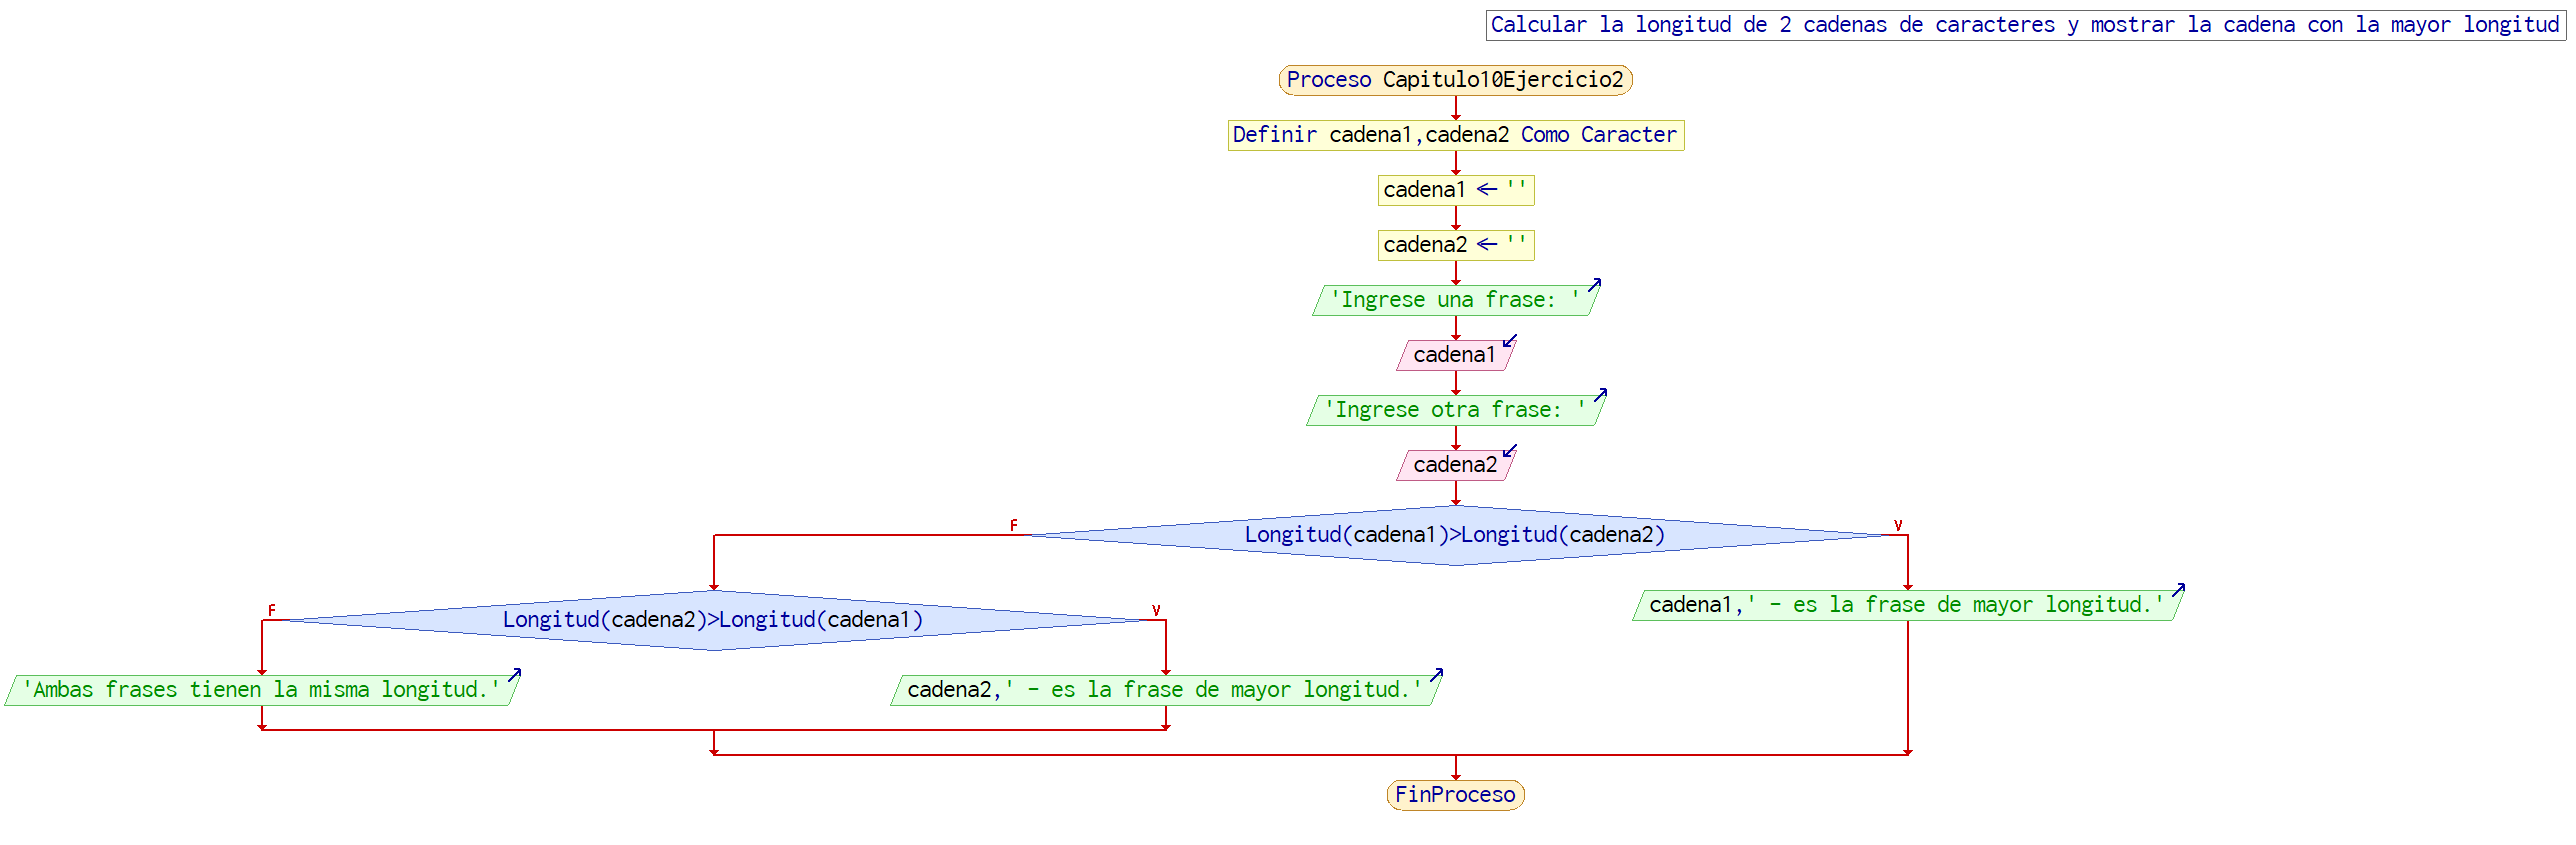 Calcular la longitud de 2 cadenas de caracteres y mostrar la cadena con la mayor longitud
Proceso Capitulo10Ejercicio2
Definir cadena1,cadena2 Como Caracter
cadena1 ← ''
cadena2 ← ''
'Ingrese una frase: '
cadena1
'Ingrese otra frase: '
cadena2
F
Longitud(cadena1)>Longitud(cadena2)
V
cadena1,' - es la frase de mayor longitud.'
F
Longitud(cadena2)>Longitud(cadena1)
V
'Ambas frases tienen la misma longitud.'
cadena2,' - es la frase de mayor longitud.'
FinProceso